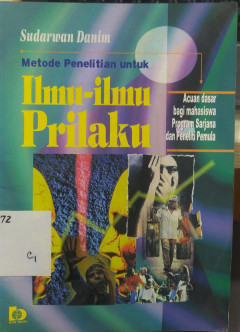 Sudarwan Danim
Metode Penelitian untuk
Ilmu-ilmu
Prilaku
Acuan dasar
bagi mahasiswa
Program Sarjana
dan Peneliti Pemula
72
C1